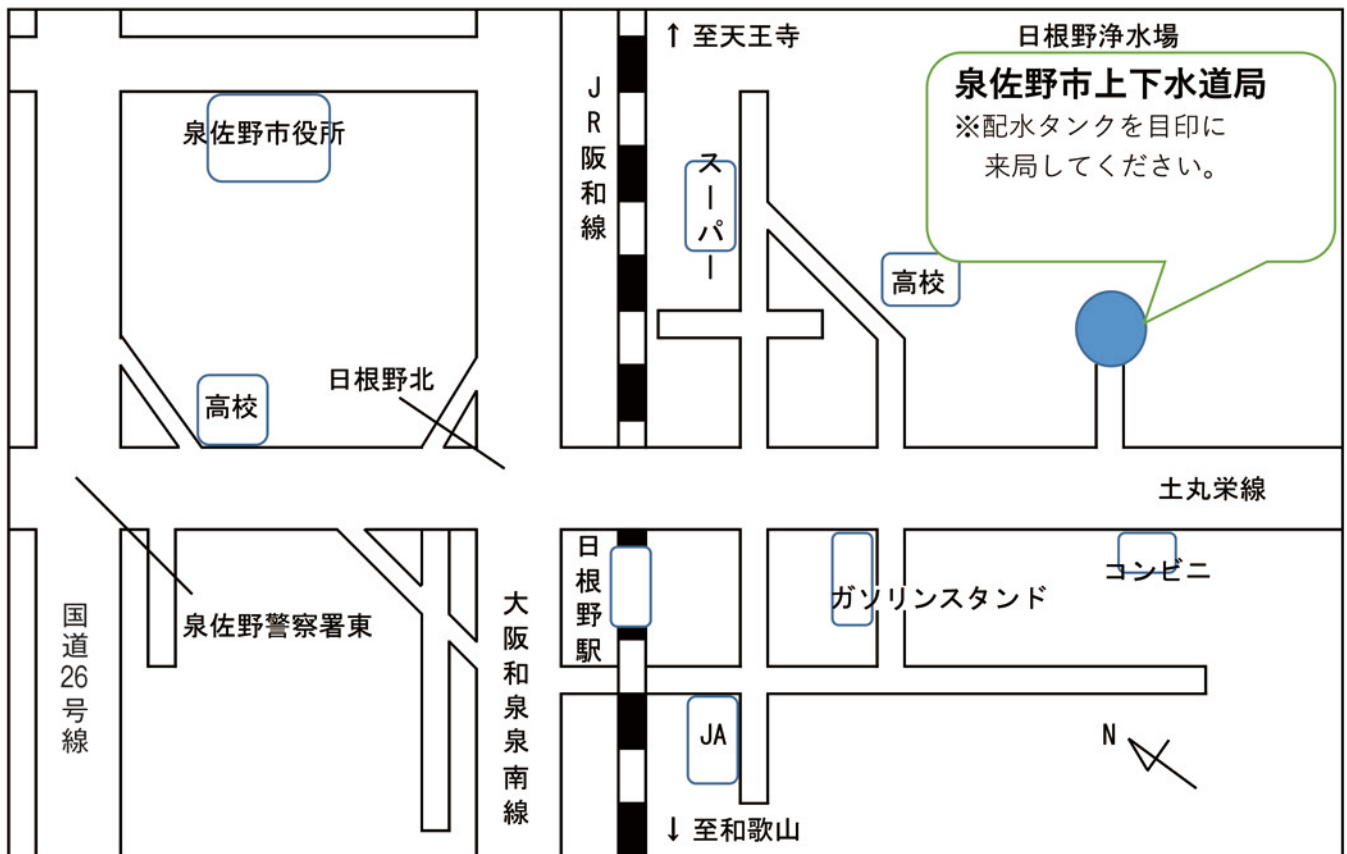 ↑ 至天王寺
日根野浄水場
泉佐野市上下水道局
※配水タンクを目印に
来局してください。
泉佐野市役所
JR阪和線
スーパー
高校
日根野北
高校
土丸栄線
日根野駅
コンビニ
ガソリンスタンド
泉佐野警察署東
国道26号線
大阪和泉泉南線
JA
N
↓ 至和歌山